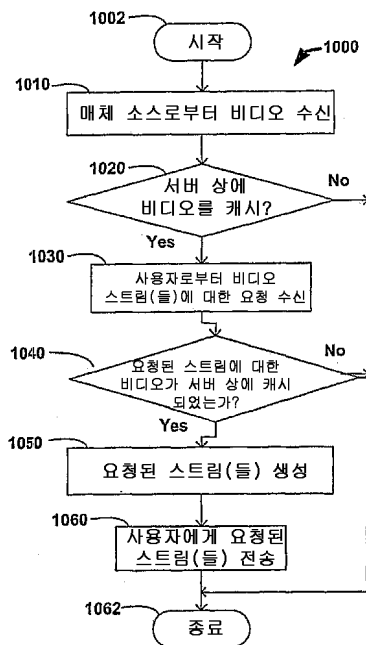 1002
시작
1000
1010
매체 소스로부터 비디오 수신
1020
서버 상에
비디오를 캐시?
No
Yes
1030
사용자로부터 비디오
스트림(들)에 대한 요청 수신
1040
요청된 스트림에 대한
비디오가 서버 상에 캐시
되었는가?
No
Yes
1050
요청된 스트림(들) 생성
1060
사용자에게 요청된
스트림(들) 전송
1062
종료